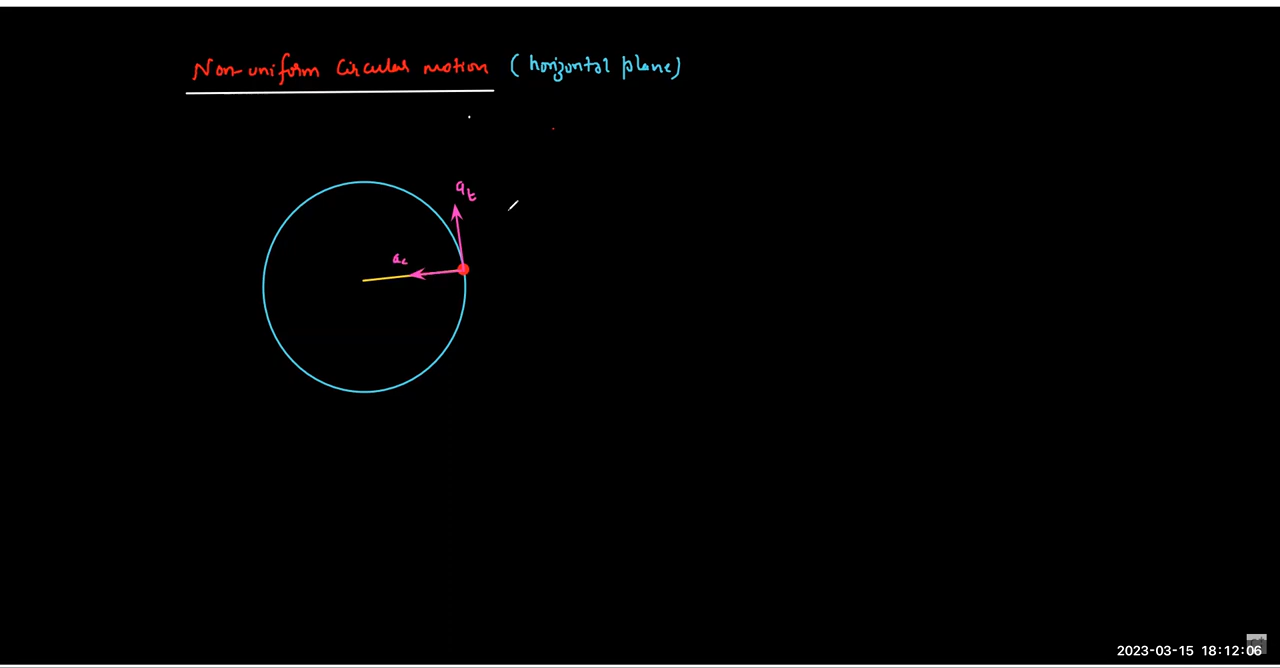 Non-uniform Circular motion (horizontal plane)
at
ac
2023-03-15 18:12:06